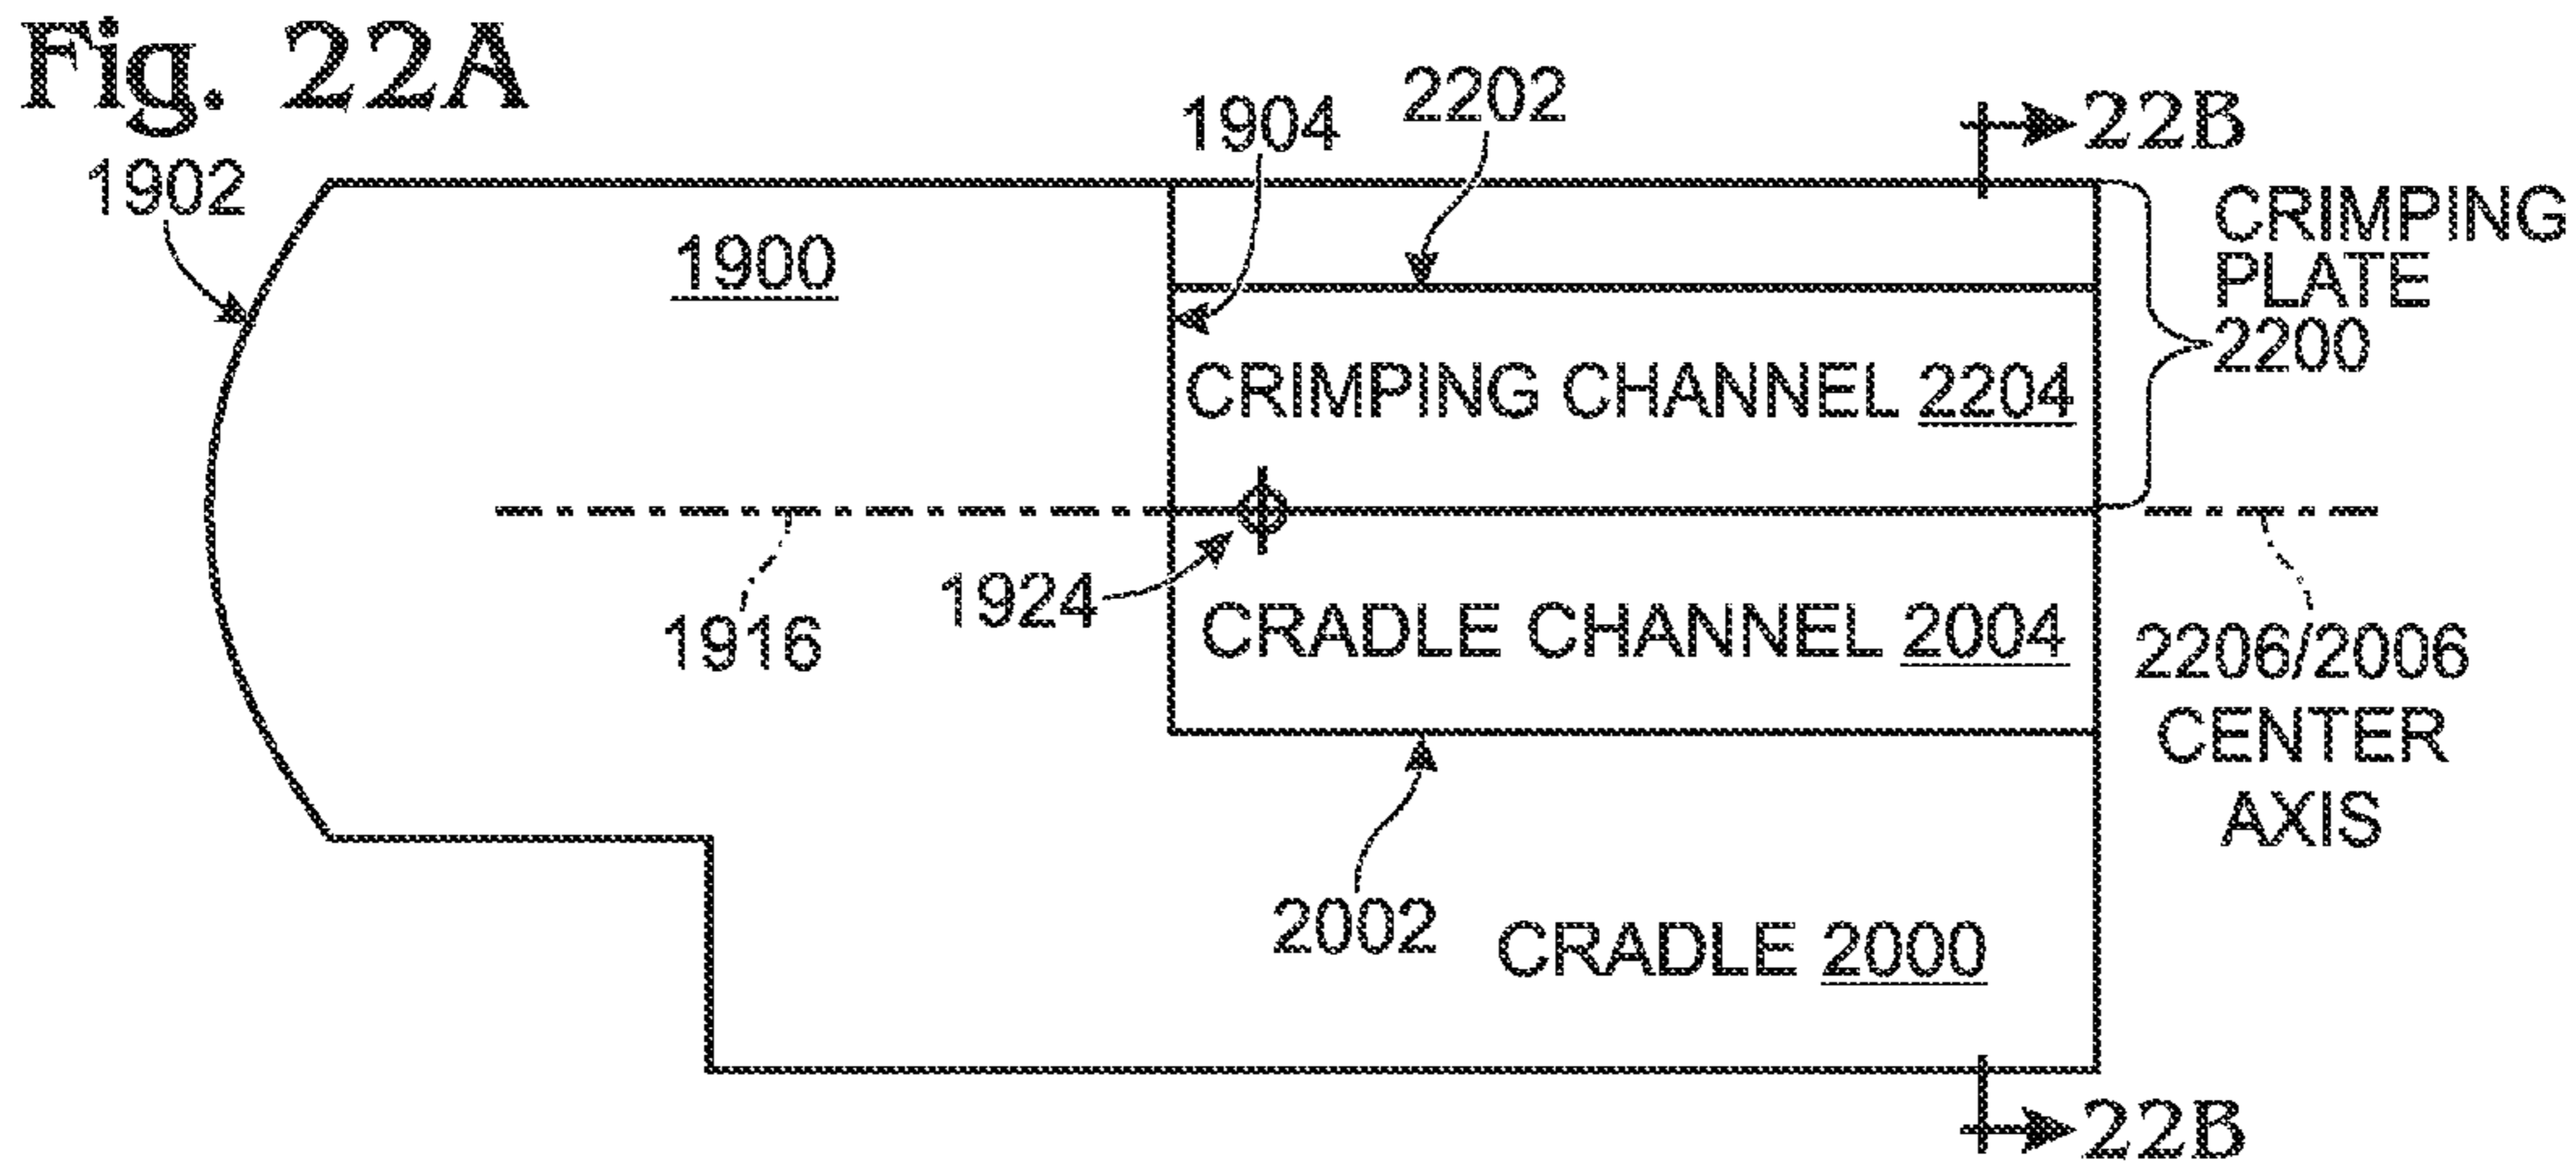 Fig. 22A
1902
1904
2202
22B
1900
CRIMPING
PLATE
2200
CRIMPING CHANNEL 2204
1916
1924
CRADLE CHANNEL 2004
2206/2006
CENTER
AXIS
2002
CRADLE 2000
22B